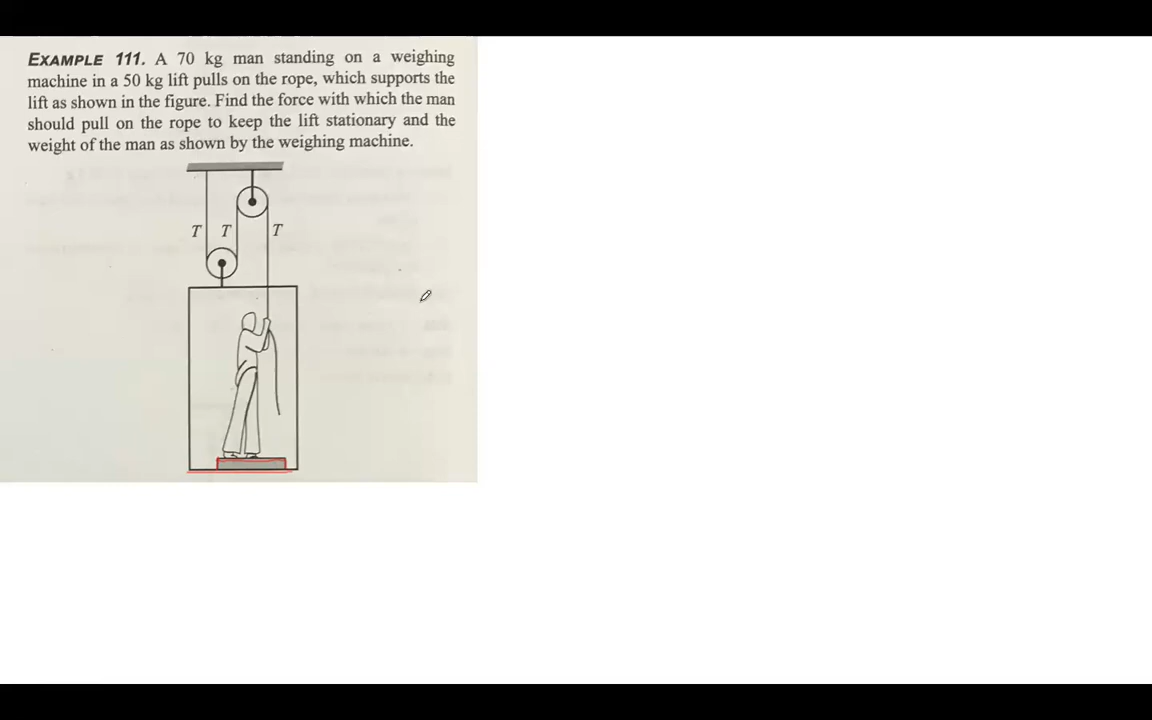 EXAMPLE 111. A 70 kg man standing on a weighing
machine in a 50 kg lift pulls on the rope, which supports the
lift as shown in the figure. Find the force with which the man
should pull on the rope to keep the lift stationary and the
weight of the man as shown by the weighing machine.
T T T